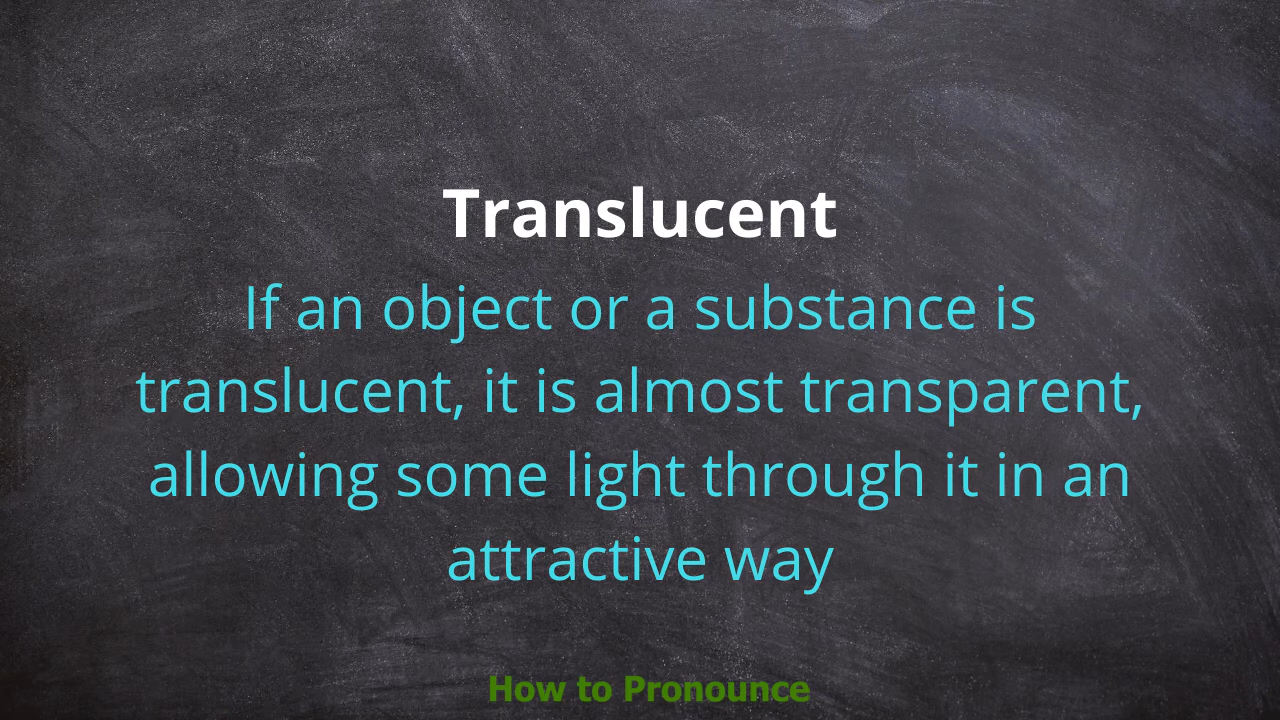 Translucent
If an object or a substance is
translucent, it is almost transparent,
allowing some light through it in an
attractive way
How to Pronounce